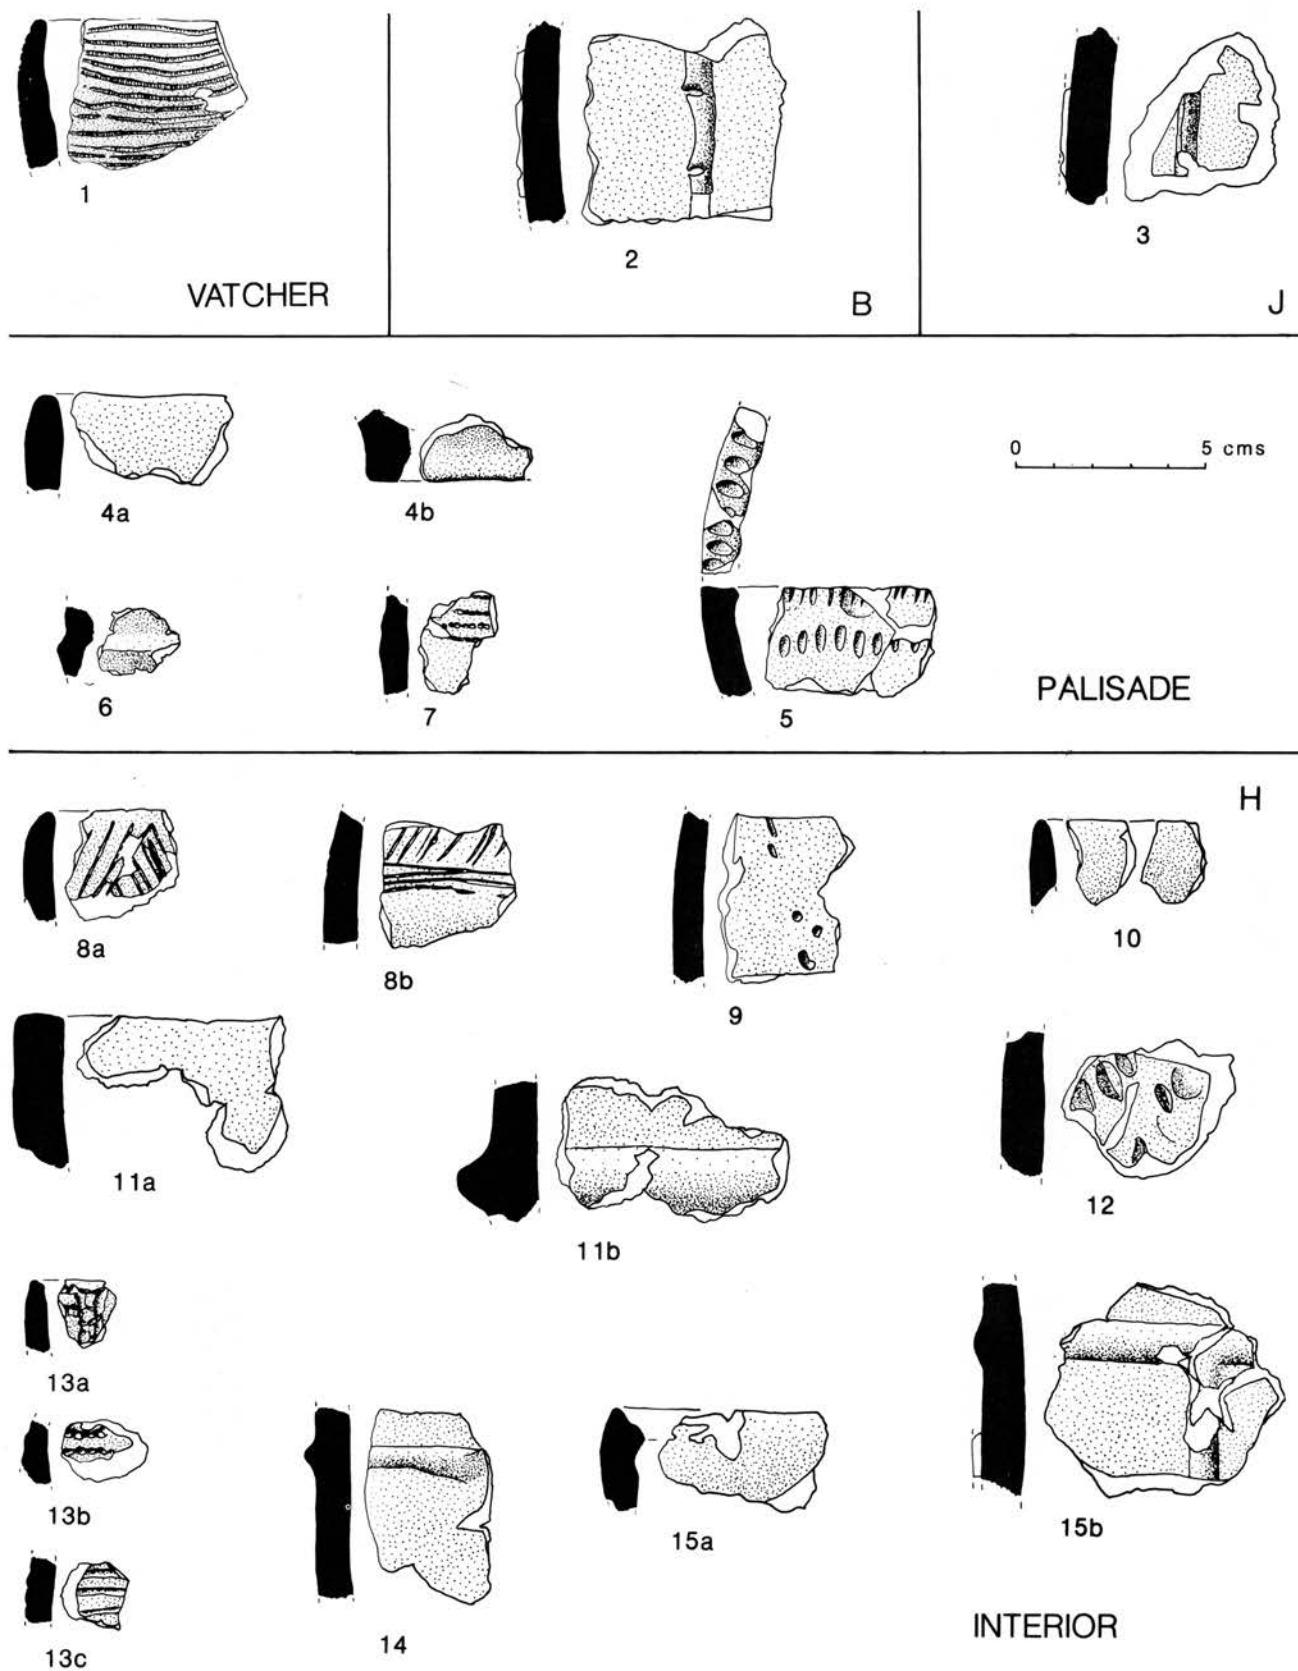 1
VATCHER
2
B
3
J
4a
4b
0 5 cms
6
7
5
PALISADE
H
8a
8b
9
10
11a
11b
12
13a
13b
13c
14
15a
15b
INTERIOR